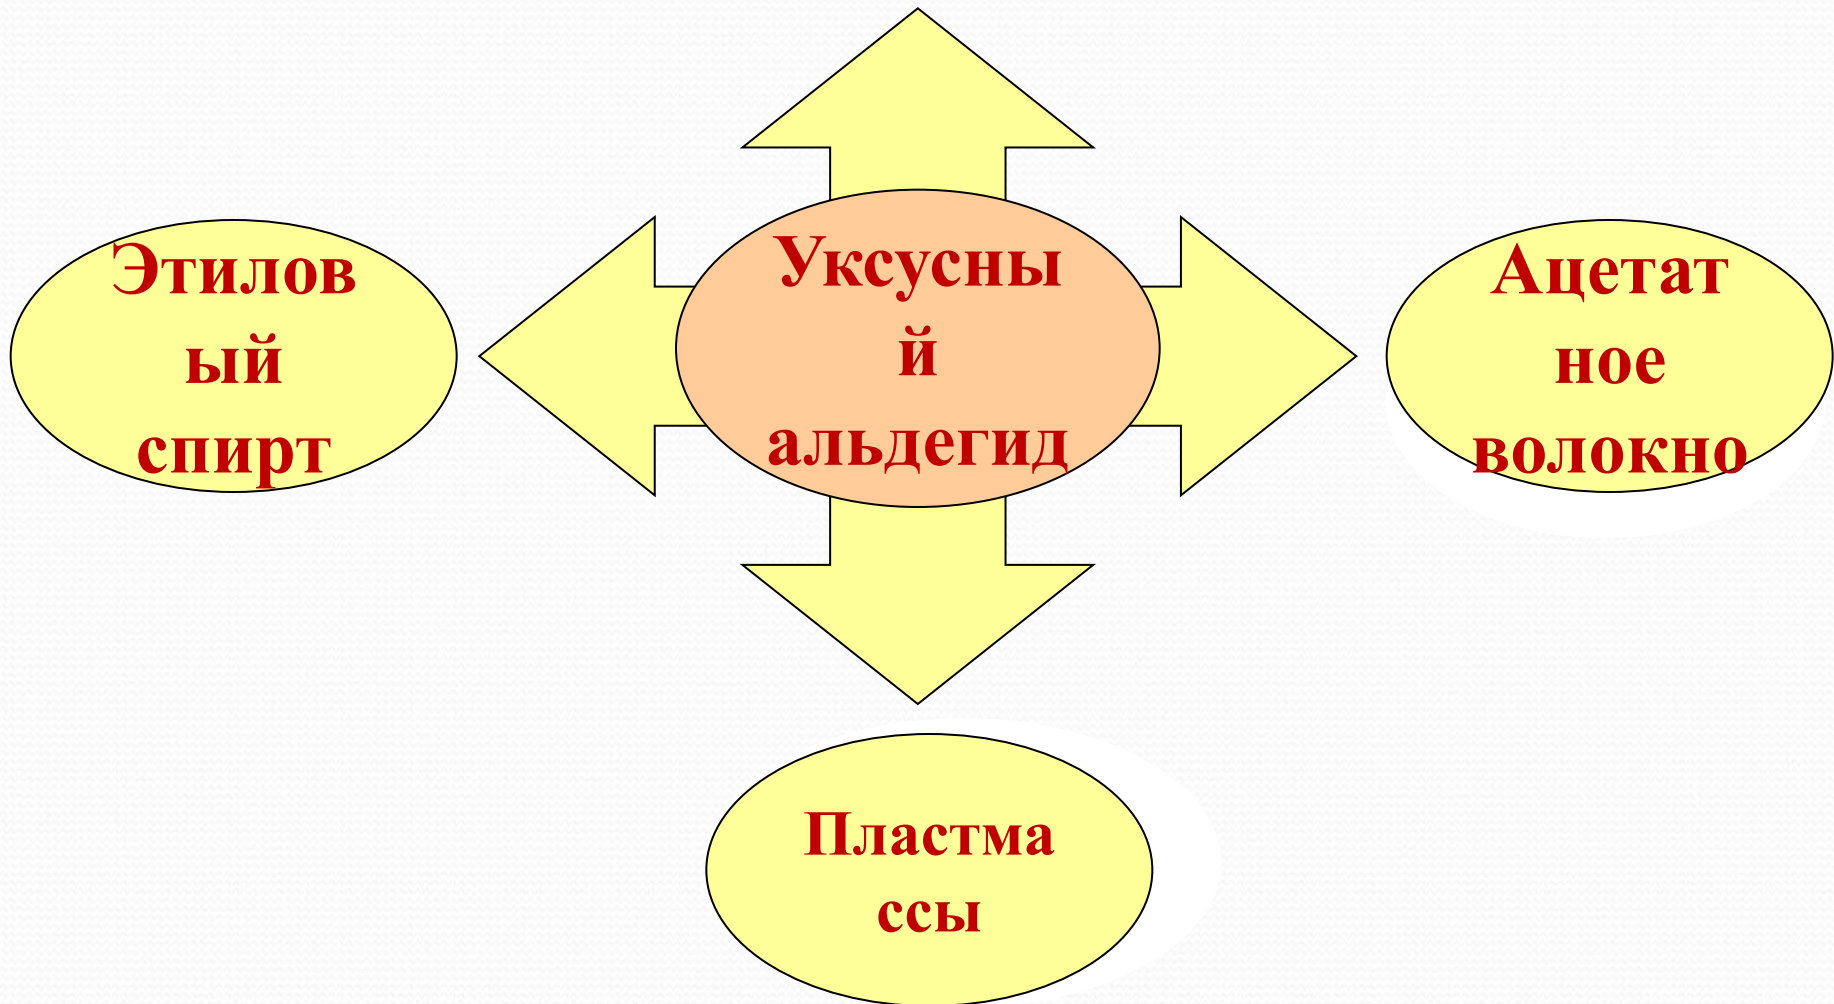 Этилов
ый
спирт
Уксусны
й
альдегид
Ацетат
ное
волокно
Пластма
ссы